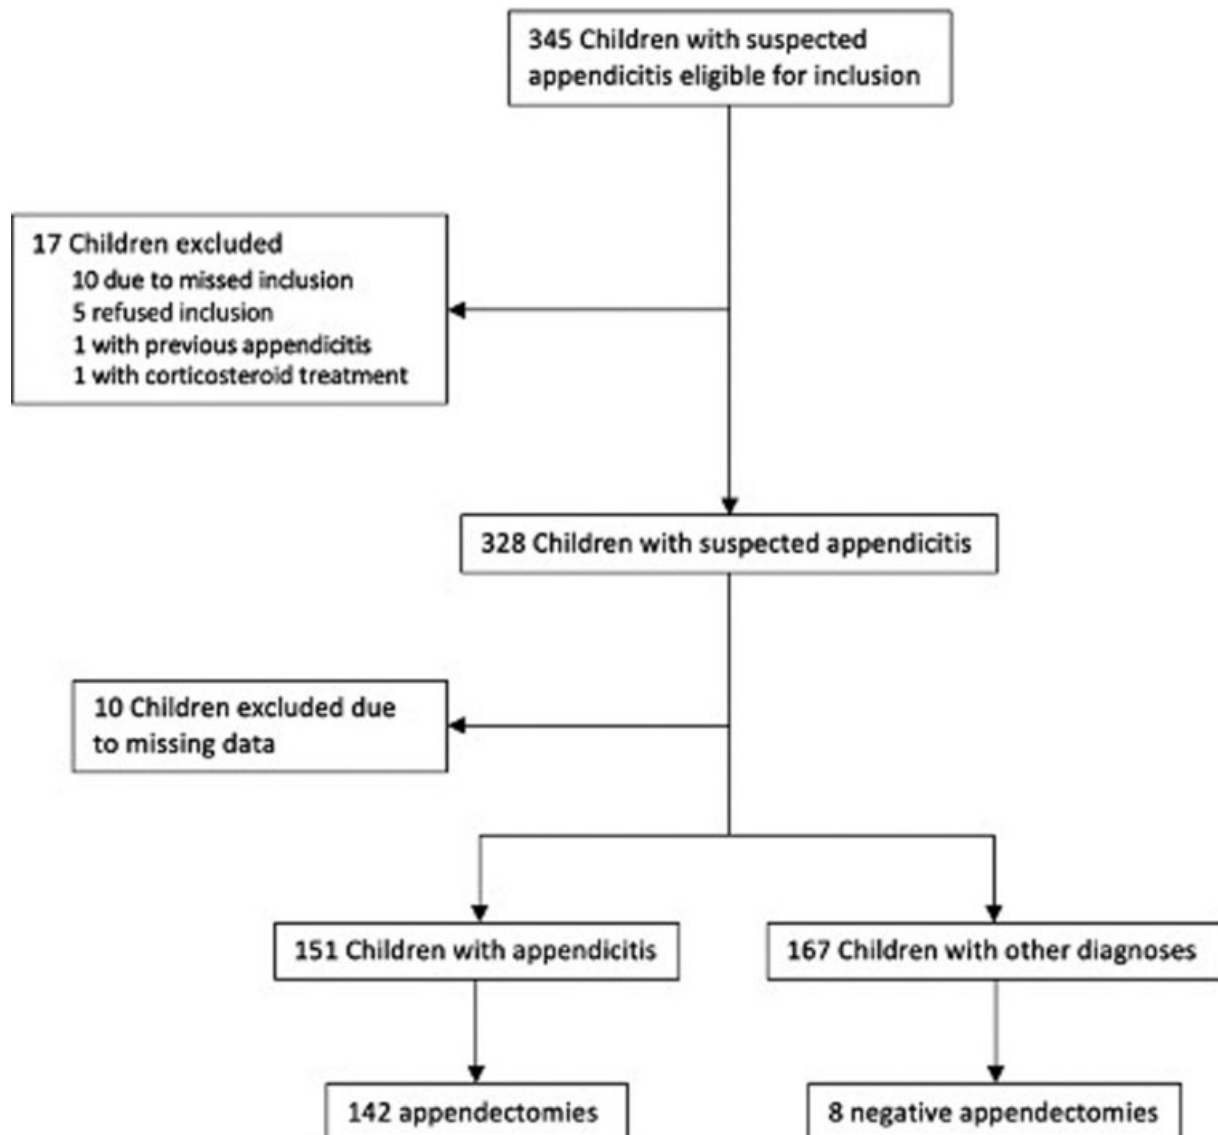 345 Children with suspected
appendicitis eligible for inclusion
17 Children excluded
10 due to missed inclusion
5 refused inclusion
1 with previous appendicitis
1 with corticosteroid treatment
328 Children with suspected appendicitis
10 Children excluded due
to missing data
151 Children with appendicitis
167 Children with other diagnoses
142 appendectomies
8 negative appendectomies